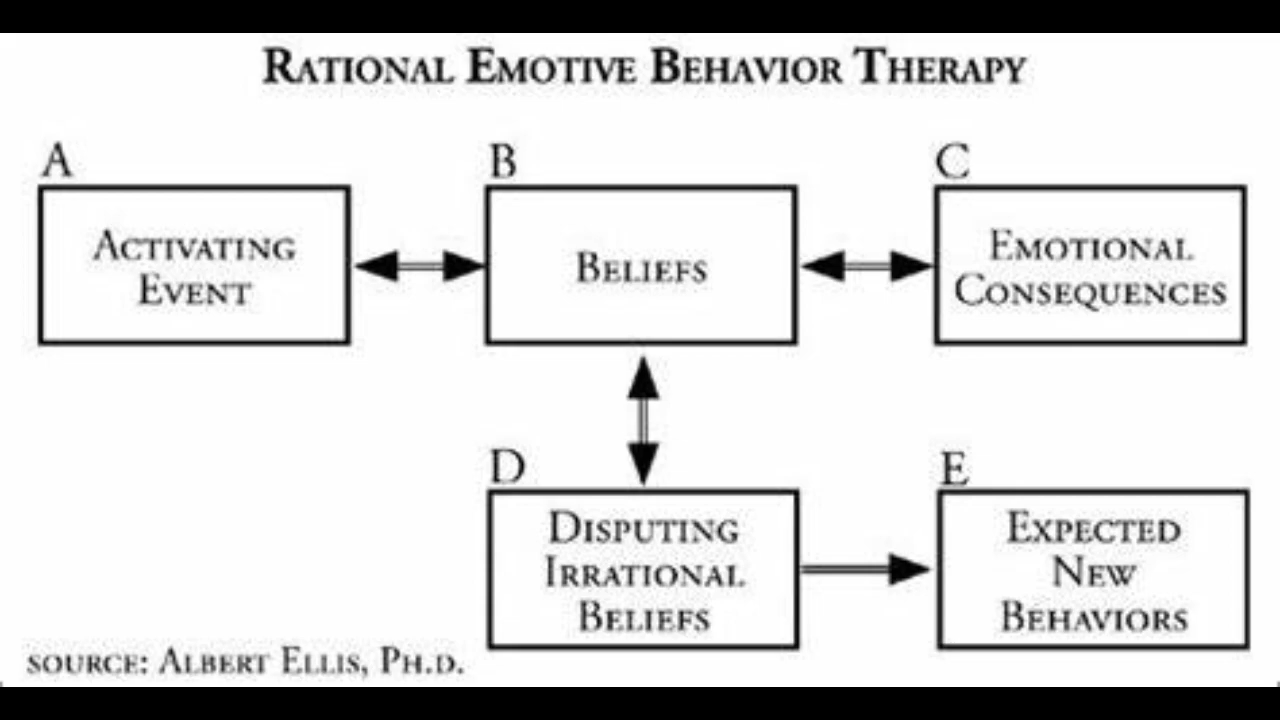 RATIONAL EMOTIVE BEHAVIOR THERAPY
A
ACTIVATING
EVENT
B
BELIEFS
C
EMOTIONAL
CONSEQUENCES
D
DISPUTING
IRRATIONAL
BELIEFS
E
EXPECTED
NEW
BEHAVIORS
SOURCE: ALBERT ELLIS, PH.D.